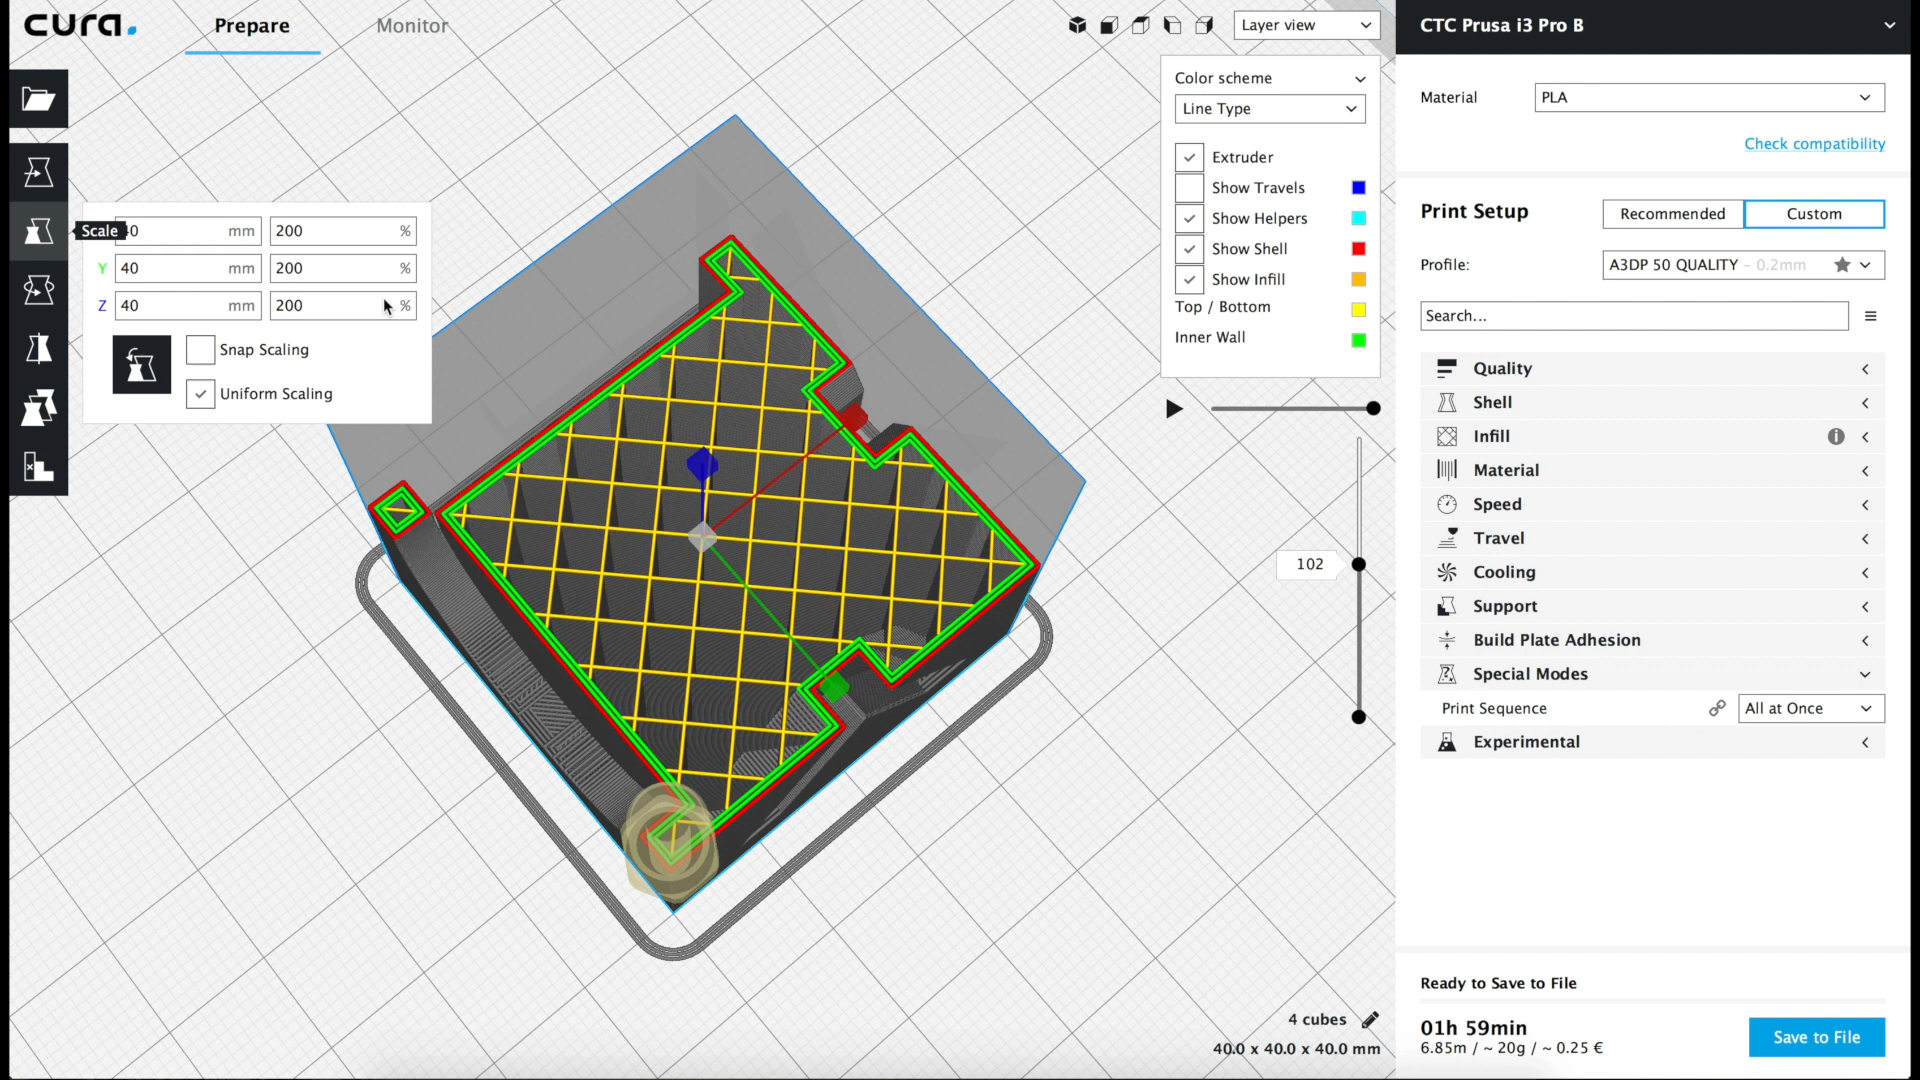 cura.
Prepare
Monitor
Layer view
CTC Prusa i3 Pro B
Color scheme
Line Type
Extruder
Show Travels
Show Helpers
Show Shell
Show Infill
Top / Bottom
Inner Wall
Material
PLA
Check compatibility
Print Setup
Recommended
Custom
Profile:
A3DP 50 QUALITY - 0.2mm
Search...
Quality
Shell
Infill
Material
Speed
Travel
Cooling
Support
Build Plate Adhesion
Special Modes
Print Sequence
All at Once
Experimental
Scale
0 mm 200 %
Y 40 mm 200 %
Z 40 mm 200 %
Snap Scaling
Uniform Scaling
102
4 cubes
40.0 x 40.0 x 40.0 mm
Ready to Save to File
01h 59min
6.85m / ~ 20g / ~ 0.25 €
Save to File